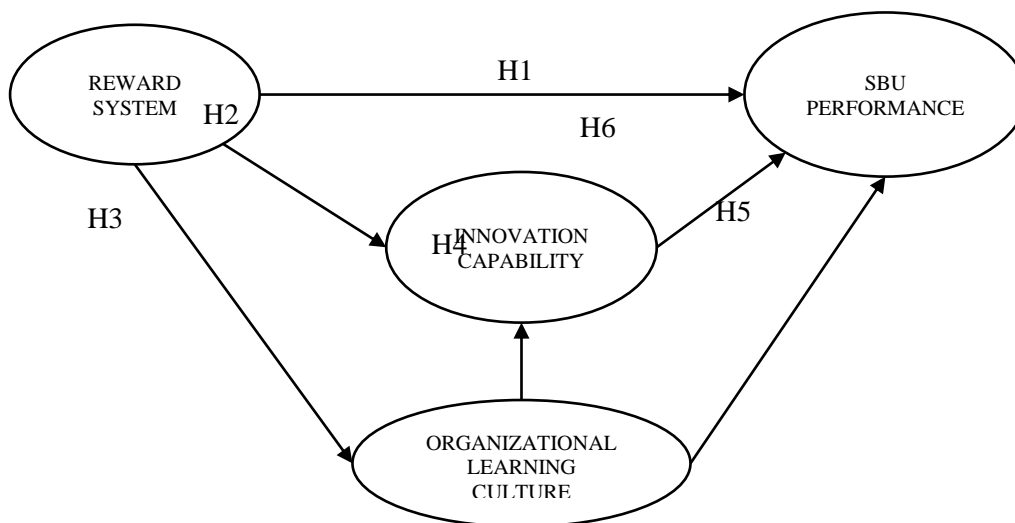 H1
REWARD
SYSTEM
SBU
PERFORMANCE
H2
H6
H3
H5
H4
INNOVATION
CAPABILITY
ORGANIZATIONAL
LEARNING
CULTURE